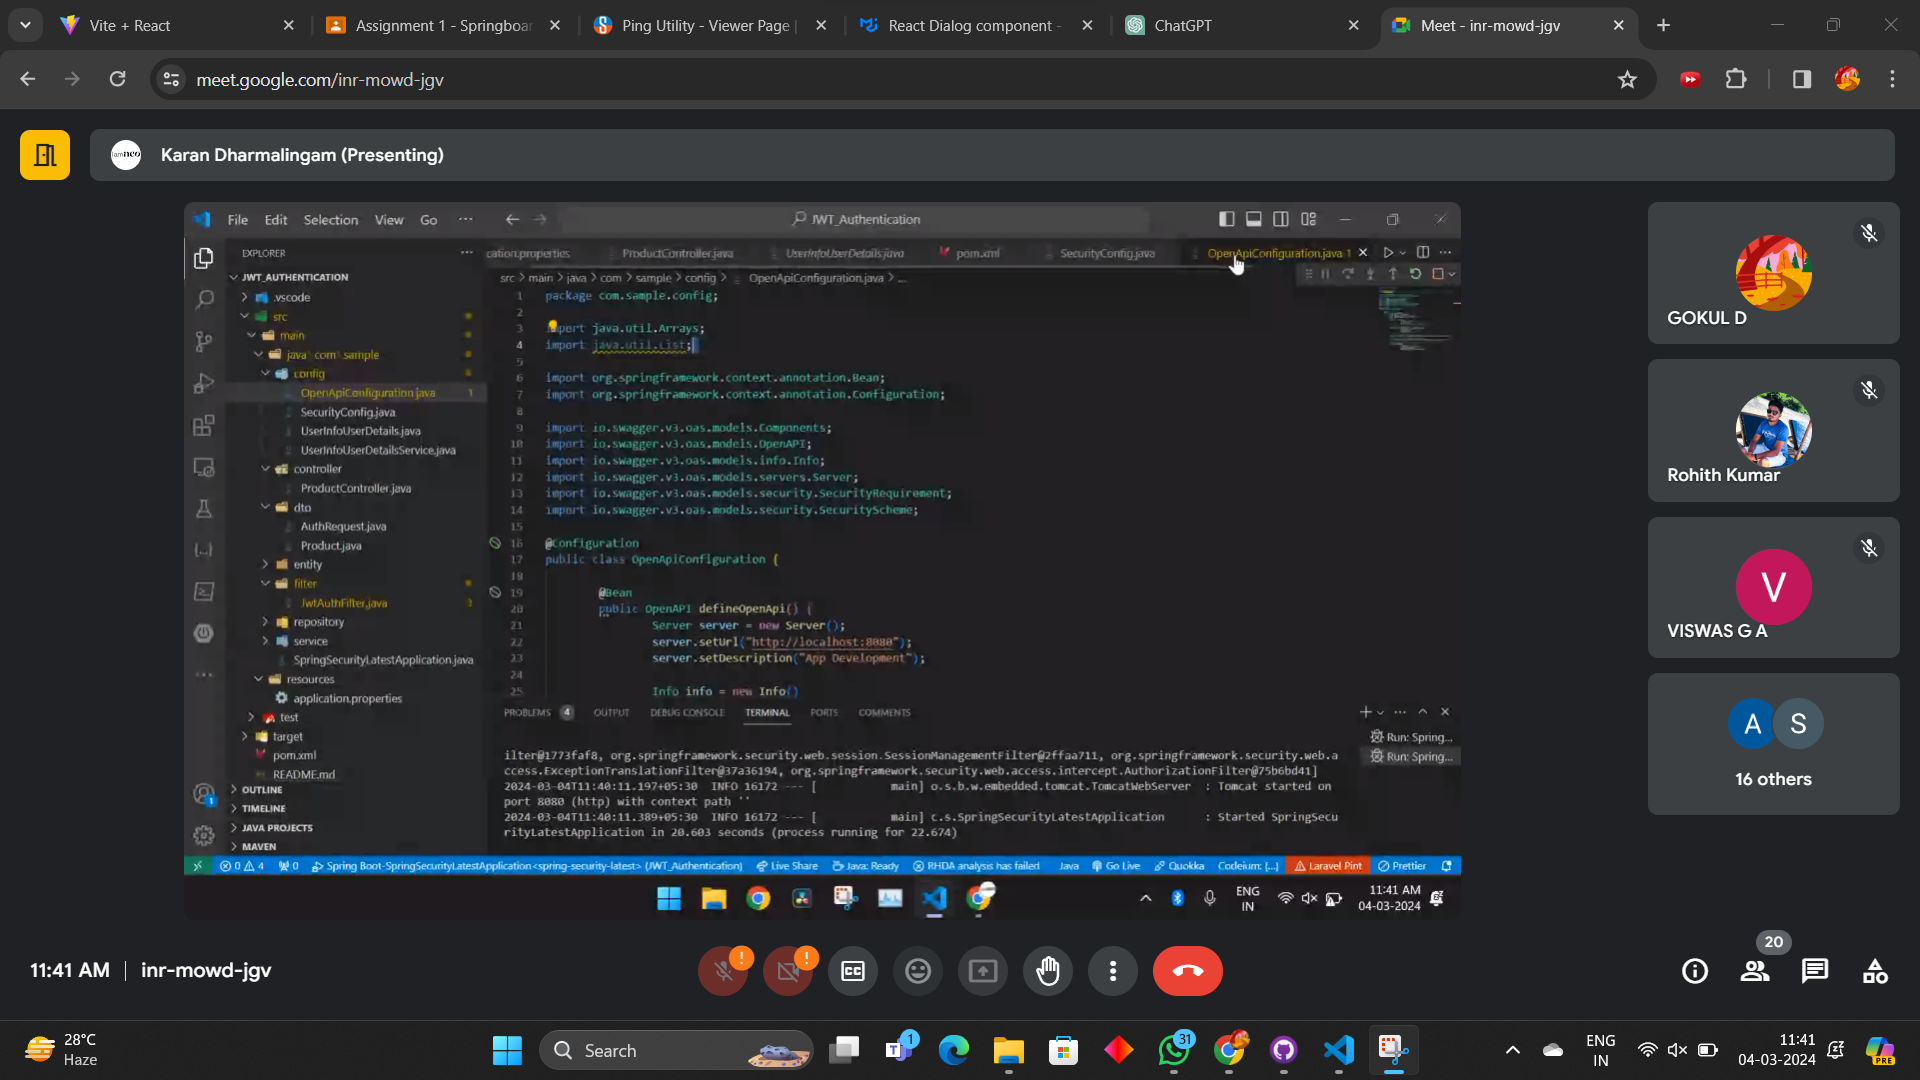 Vite + React
Assignment 1 - Springboar
Ping Utility - Viewer Page |
React Dialog component -
ChatGPT
Meet - inr-mowd-jgv
meet.google.com/inr-mowd-jgv
iamneo
Karan Dharmalingam (Presenting)
File Edit Selection View Go ···
JWT_Authentication
EXPLORER ···
cation.properties ProductController.java UserInfoUserDetails.java pom.xml SecurityConfig.java OpenApiConfiguration.java 1
JWT_AUTHENTICATION
.vscode
src
main
java\com\sample
config
OpenApiConfiguration.java 1
SecurityConfig.java
UserInfoUserDetails.java
UserInfoUserDetailsService.java
controller
ProductController.java
dto
AuthRequest.java
Product.java
entity
filter
JwtAuthFilter.java 3
repository
service
SpringSecurityLatestApplication.java
resources
application.properties
test
target
pom.xml
README.md
OUTLINE
TIMELINE
JAVA PROJECTS
MAVEN
src > main > java > com > sample > config > OpenApiConfiguration.java > ...
1 package com.sample.config;
2
3 import java.util.Arrays;
4 import java.util.List;
5
6 import org.springframework.context.annotation.Bean;
7 import org.springframework.context.annotation.Configuration;
8
9 import io.swagger.v3.oas.models.Components;
10 import io.swagger.v3.oas.models.OpenAPI;
11 import io.swagger.v3.oas.models.info.Info;
12 import io.swagger.v3.oas.models.servers.Server;
13 import io.swagger.v3.oas.models.security.SecurityRequirement;
14 import io.swagger.v3.oas.models.security.SecurityScheme;
15
16 @Configuration
17 public class OpenApiConfiguration {
18
19 @Bean
20 public OpenAPI defineOpenApi() {
21 Server server = new Server();
22 server.setUrl("http://localhost:8080");
23 server.setDescription("App Development");
24
25 Info info = new Info()
PROBLEMS 4 OUTPUT DEBUG CONSOLE TERMINAL PORTS COMMENTS
Run: Spring...
Run: Spring...
ilter@1773faf8, org.springframework.security.web.session.SessionManagementFilter@2ffaa711, org.springframework.security.web.a
ccess.ExceptionTranslationFilter@37a36194, org.springframework.security.web.access.intercept.AuthorizationFilter@75b6bd41]
2024-03-04T11:40:11.197+05:30 INFO 16172 --- [ main] o.s.b.w.embedded.tomcat.TomcatWebServer : Tomcat started on
port 8080 (http) with context path ''
2024-03-04T11:40:11.389+05:30 INFO 16172 --- [ main] c.s.SpringSecurityLatestApplication : Started SpringSecu
rityLatestApplication in 20.603 seconds (process running for 22.674)
0 4 0 Spring Boot-SpringSecurityLatestApplication<spring-security-latest> (JWT_Authentication) Live Share Java: Ready RHDA analysis has failed Java Go Live Quokka Codeium: {...} Laravel Pint Prettier
ENG
IN
11:41 AM
04-03-2024
GOKUL D
Rohith Kumar
V
VISWAS G A
A S
16 others
11:41 AM | inr-mowd-jgv
CC
20
28°C
Haze
Search
1
31
ENG
IN
11:41
04-03-2024
PRE